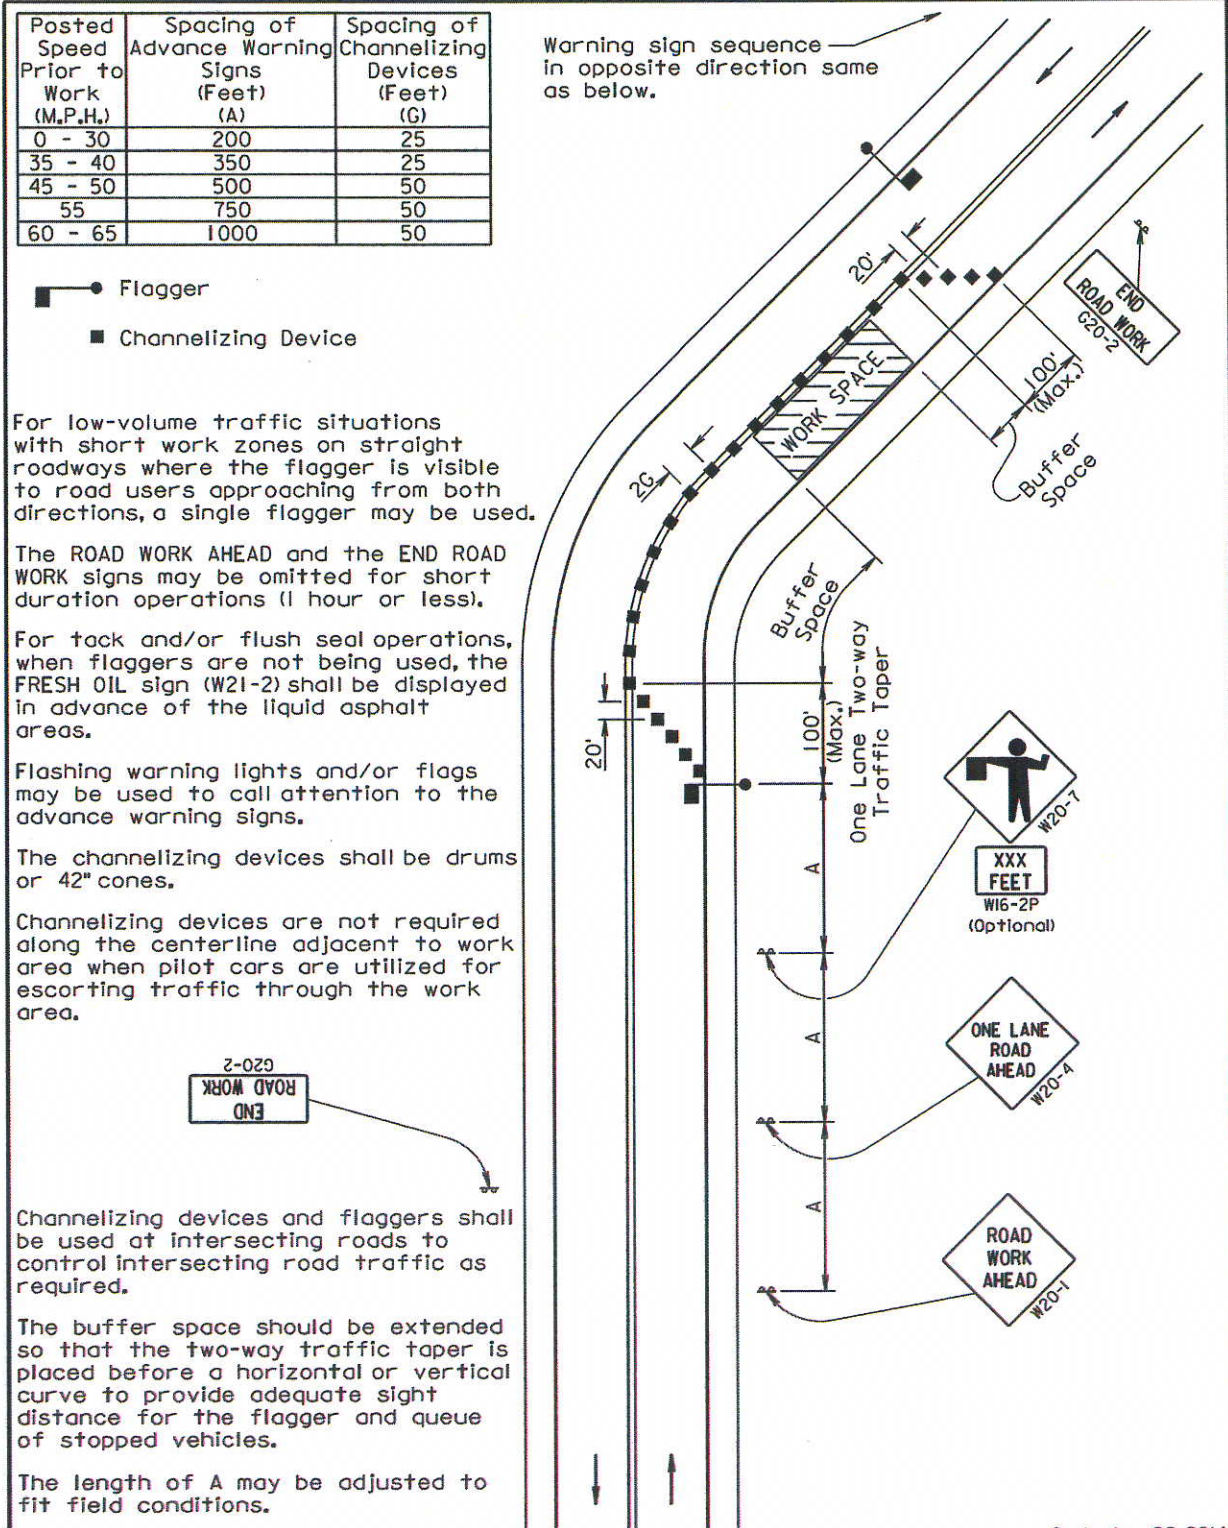 Posted Speed Prior to Work (M.P.H.)
Spacing of Advance Warning Signs (Feet) (A)
Spacing of Channelizing Devices (Feet) (G)
0 - 30 200 25
35 - 40 350 25
45 - 50 500 50
55 750 50
60 - 65 1000 50
Flagger
Channelizing Device
Warning sign sequence
in opposite direction same
as below.
For low-volume traffic situations
with short work zones on straight
roadways where the flagger is visible
to road users approaching from both
directions, a single flagger may be used.
The ROAD WORK AHEAD and the END ROAD
WORK signs may be omitted for short
duration operations (1 hour or less).
For tack and/or flush seal operations,
when flaggers are not being used, the
FRESH OIL sign (W21-2) shall be displayed
in advance of the liquid asphalt
areas.
Flashing warning lights and/or flags
may be used to call attention to the
advance warning signs.
The channelizing devices shall be drums
or 42" cones.
Channelizing devices are not required
along the centerline adjacent to work
area when pilot cars are utilized for
escorting traffic through the work
area.
G20-2
END
ROAD WORK
Channelizing devices and flaggers shall
be used at intersecting roads to
control intersecting road traffic as
required.
The buffer space should be extended
so that the two-way traffic taper is
placed before a horizontal or vertical
curve to provide adequate sight
distance for the flagger and queue
of stopped vehicles.
The length of A may be adjusted to
fit field conditions.
20'
END
ROAD WORK
G20-2
100'
(Max.)
Buffer
Space
WORK SPACE
2G
Buffer
Space
20'
100'
(Max.)
One Lane Two-way
Traffic Taper
A
A
A
W20-7
XXX
FEET
W16-2P
(Optional)
ONE LANE
ROAD
AHEAD
W20-4
ROAD
WORK
AHEAD
W20-1